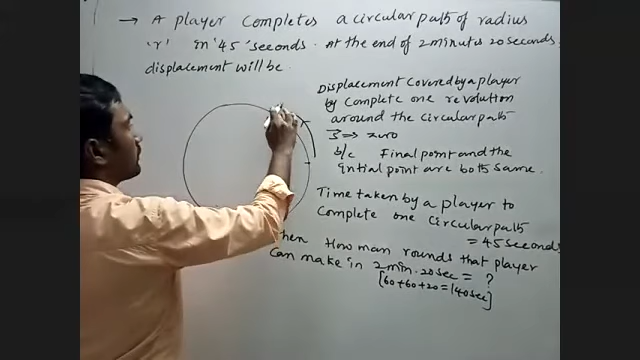 → A player Completes a circular path of radius
'r' in '45' seconds. At the end of 2 minutes 20 seconds.
displacement will be.
Displacement Covered by a player
by Complete one revolution
around the Circular path
S ⇒ zero
b/c Final point and the
intial point are both same.
Time taken by a player to
Complete one Circular path
= 45 seconds
then How man rounds that player
Can make in 2 min. 20 sec = ?
[60+60+20=140 sec]